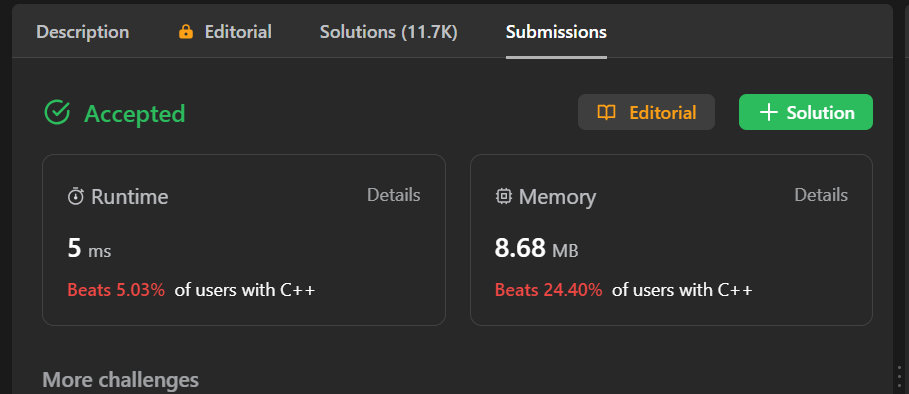 Description Editorial Solutions (11.7K) Submissions
Accepted Editorial Solution
Runtime Details Memory Details
5 ms 8.68 MB
Beats 5.03% of users with C++ Beats 24.40% of users with C++
More challenges